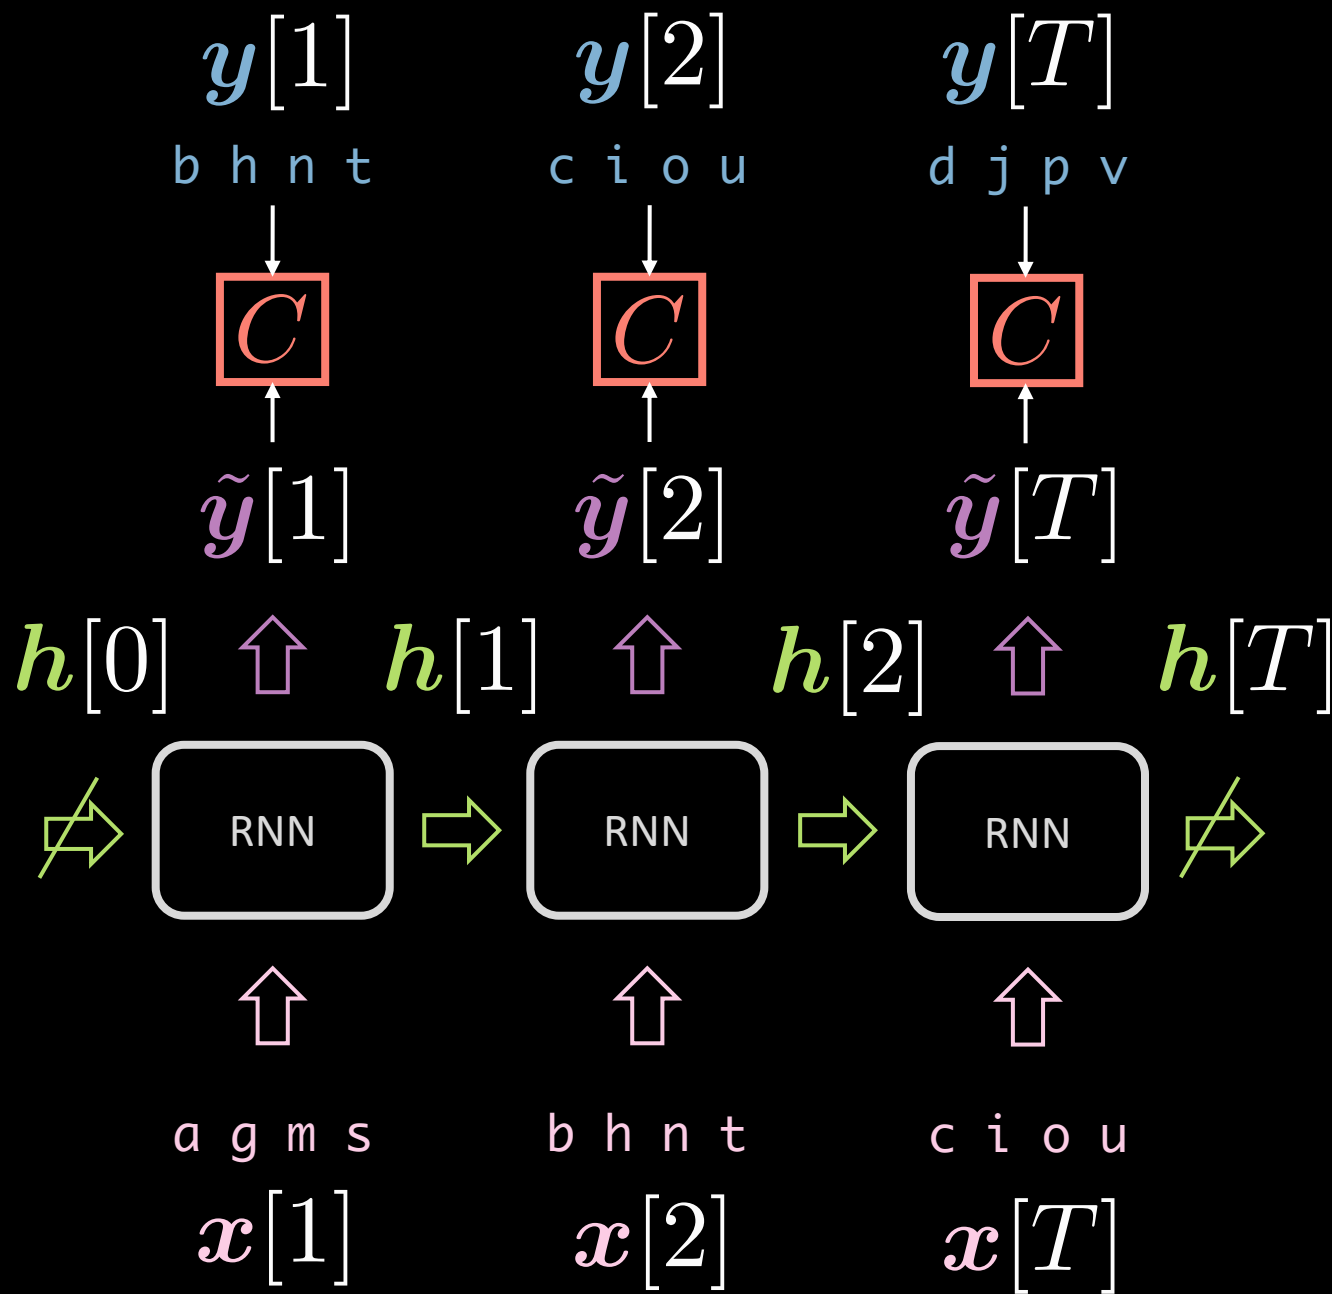 y[1] y[2] y[T]
b h n t c i o u d j p v
C C C
ỹ[1] ỹ[2] ỹ[T]
h[0] h[1] h[2] h[T]
RNN RNN RNN
a g m s b h n t c i o u
x[1] x[2] x[T]